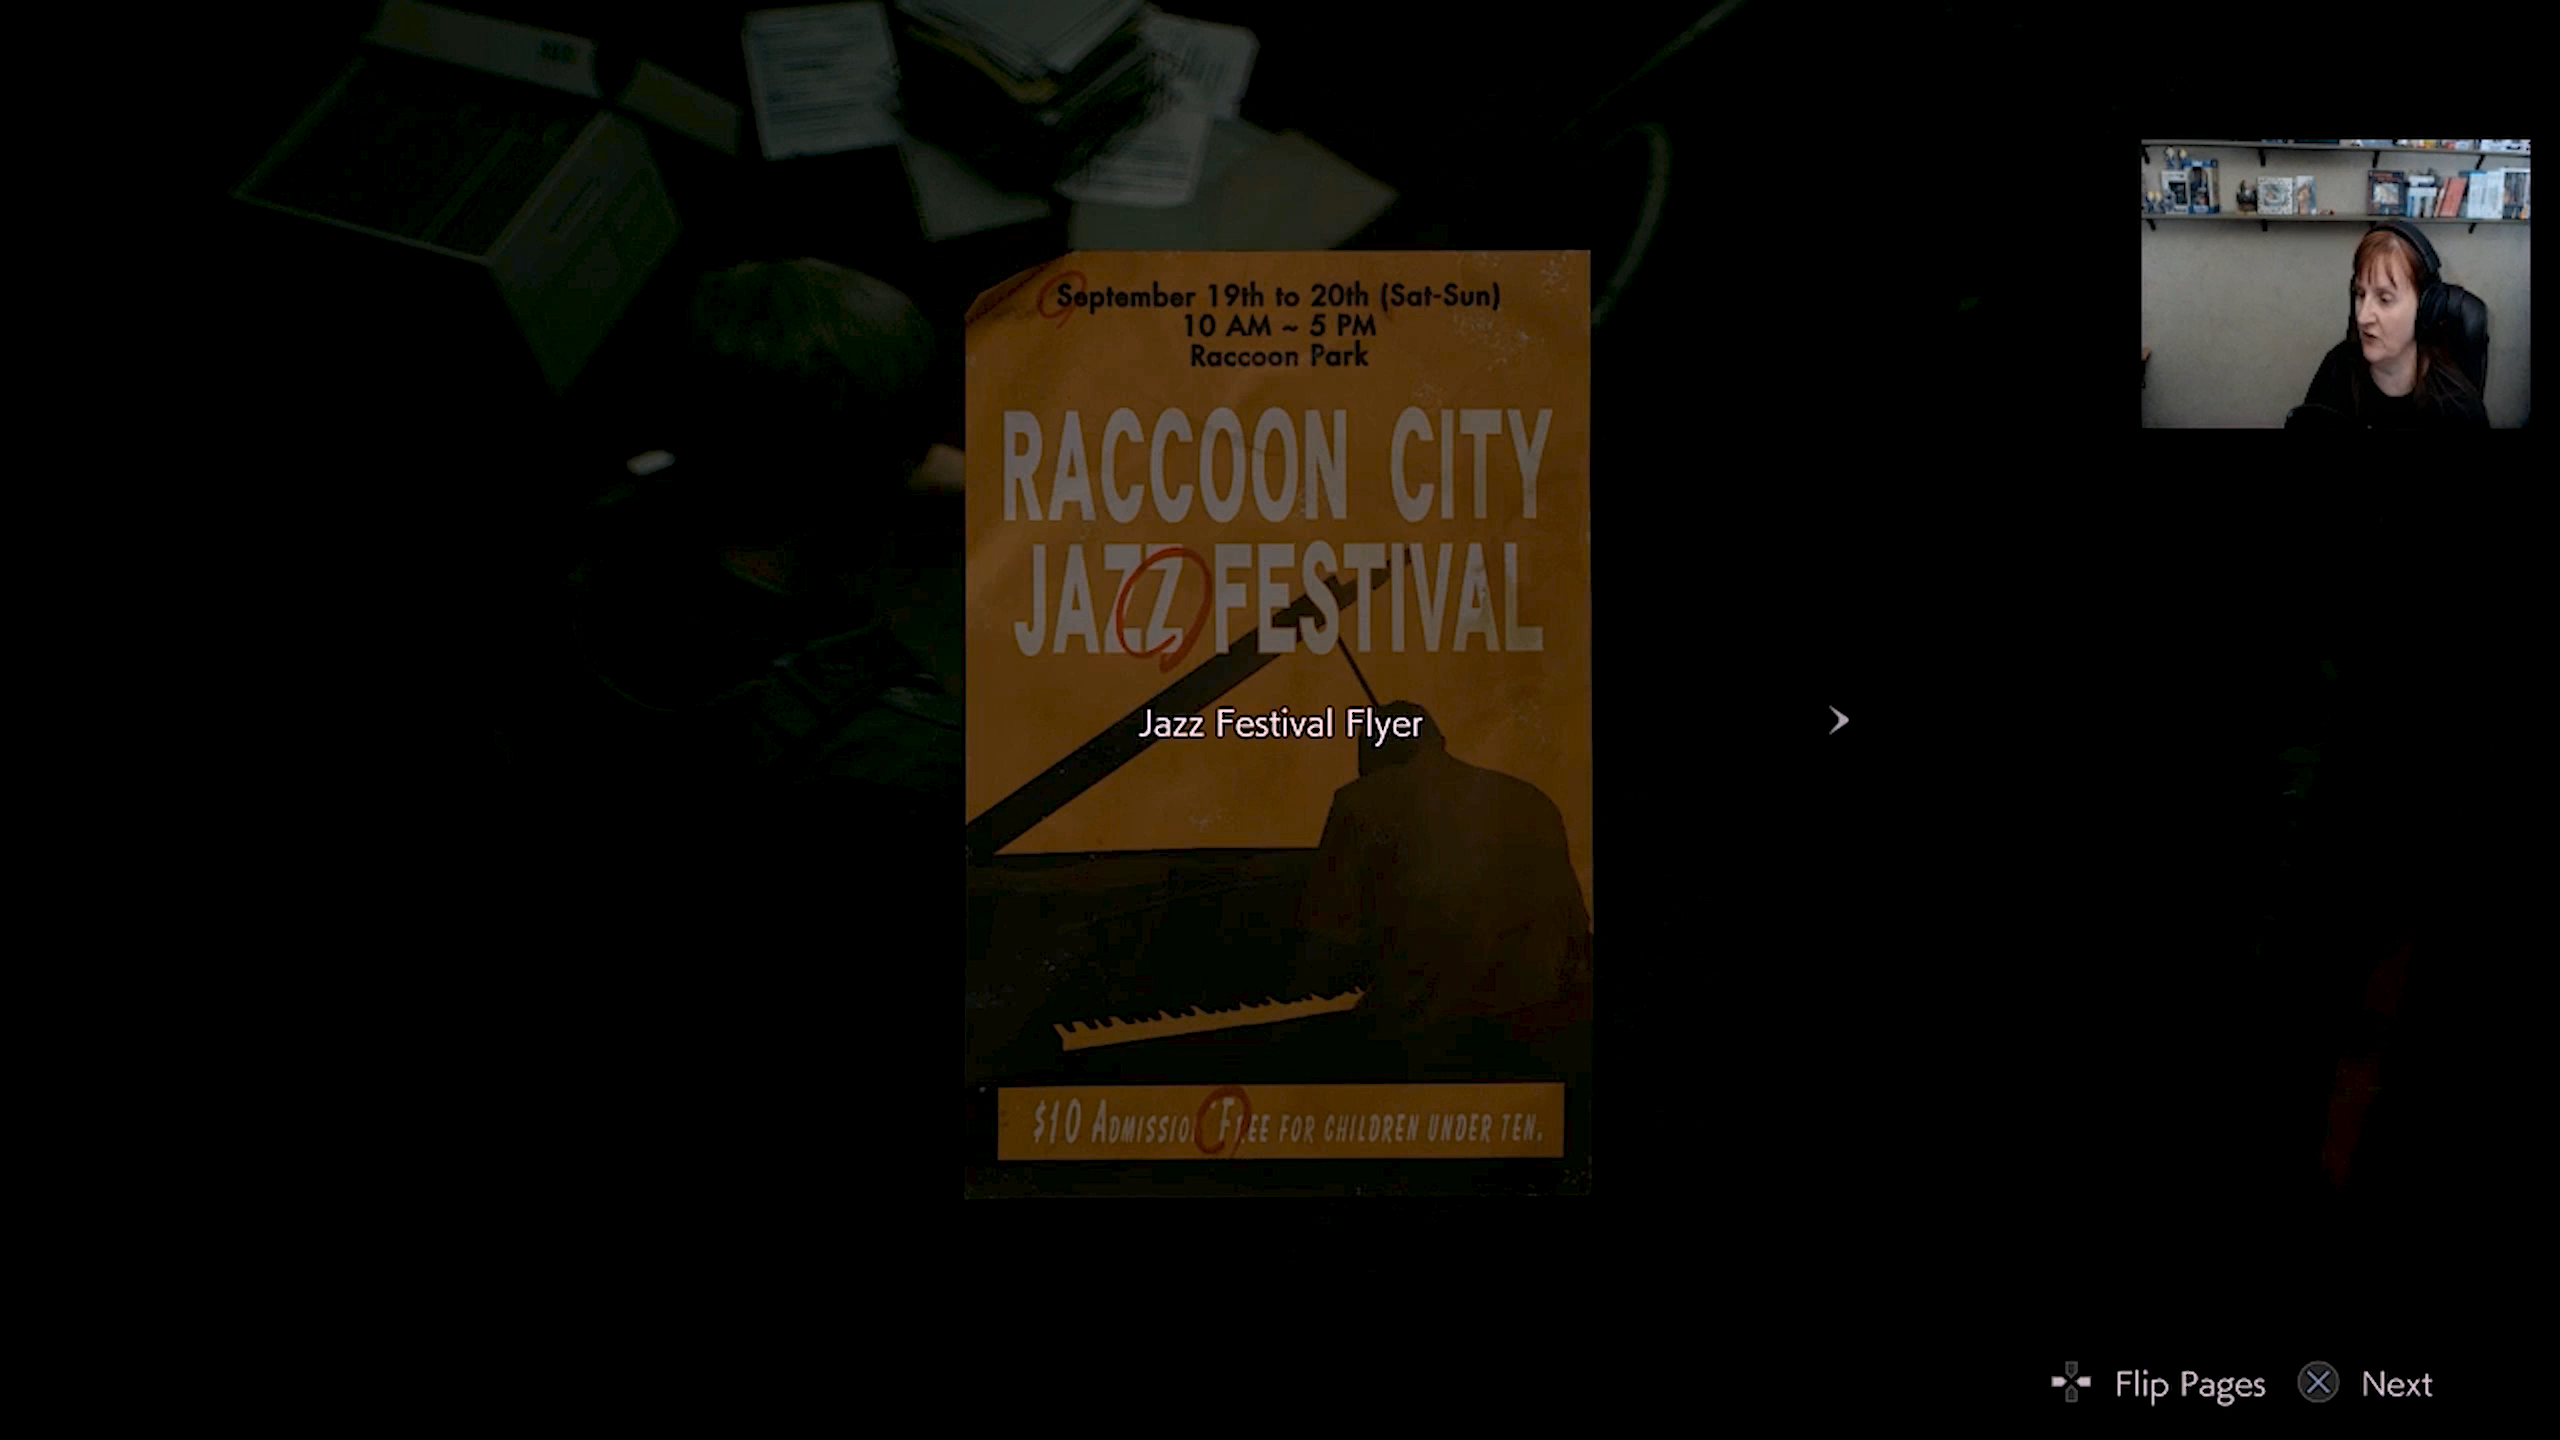 September 19th to 20th (Sat-Sun)
10 AM ~ 5 PM
Raccoon Park
RACCOON CITY
JAZZ FESTIVAL
Jazz Festival Flyer
$10 ADMISSION FREE FOR CHILDREN UNDER TEN.
Flip Pages Next